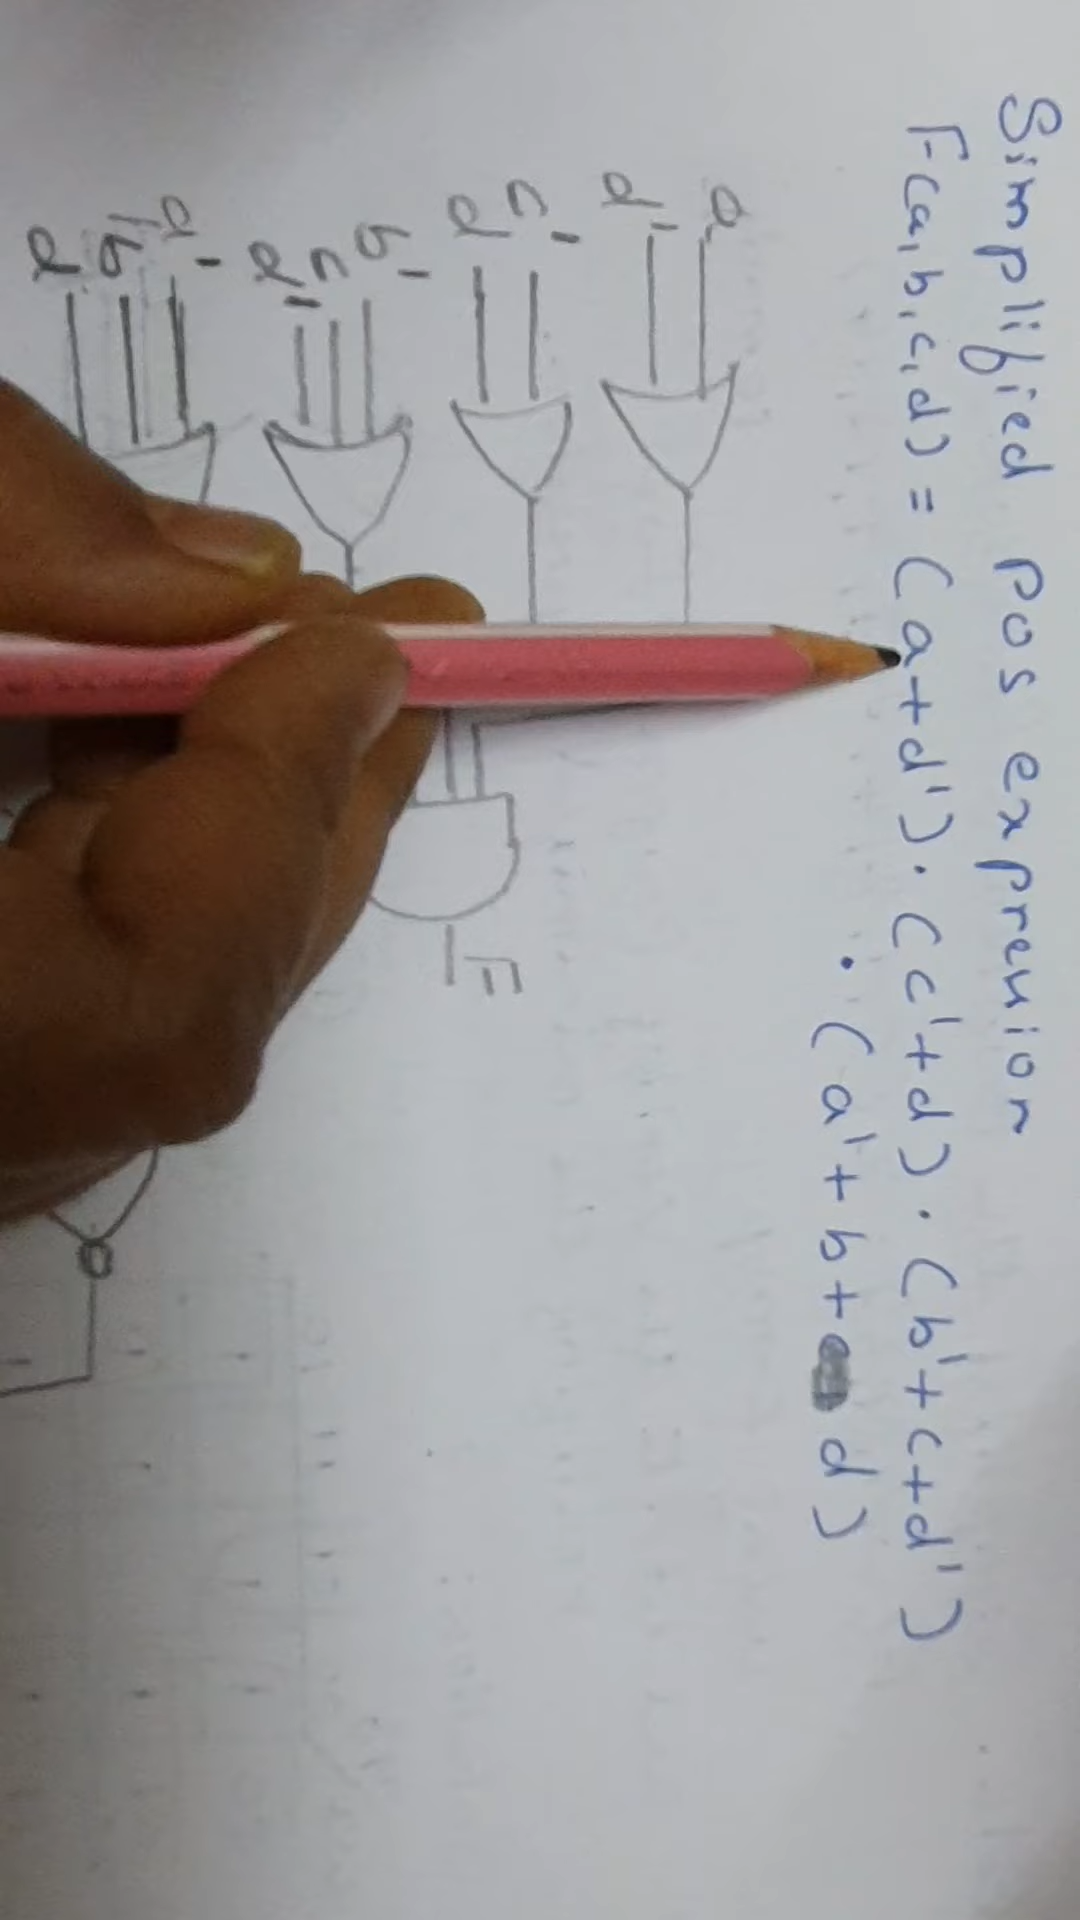 Simplified Pos expression
F(a,b,c,d) = (a+d').(c'+d).(b'+c+d')
.(a'+b+d)
a
d'
c'
d
b'
c
d'
a'
b
d
F